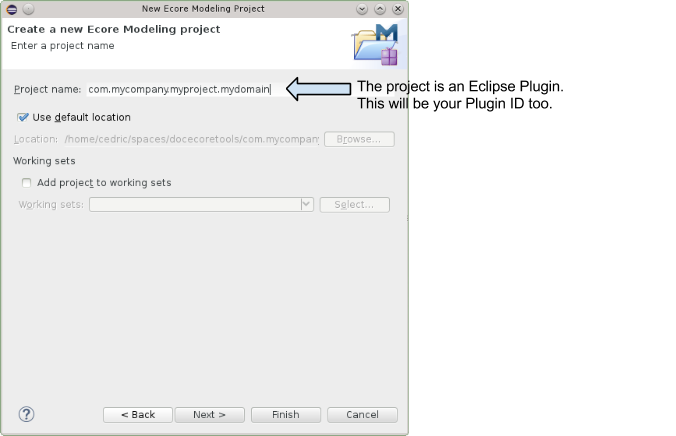 New Ecore Modeling Project
Create a new Ecore Modeling project
Enter a project name
Project name: com.mycompany.myproject.mydomain
The project is an Eclipse Plugin.
This will be your Plugin ID too.
Use default location
Location: /home/cedric/spaces/docecoretools/com.mycompany Browse...
Working sets
Add project to working sets
Working sets: Select...
? < Back Next > Finish Cancel